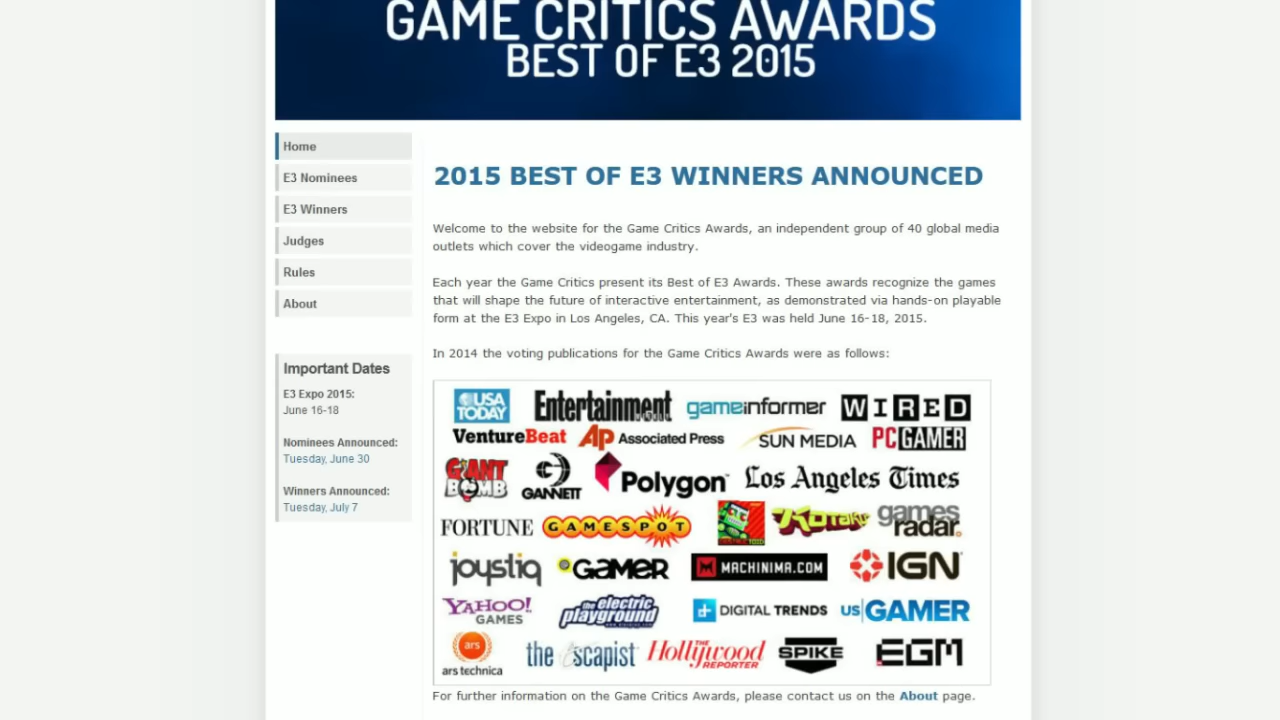 GAME CRITICS AWARDS
BEST OF E3 2015
Home
E3 Nominees
E3 Winners
Judges
Rules
About
Important Dates
E3 Expo 2015:
June 16-18
Nominees Announced:
Tuesday, June 30
Winners Announced:
Tuesday, July 7
2015 BEST OF E3 WINNERS ANNOUNCED
Welcome to the website for the Game Critics Awards, an independent group of 40 global media
outlets which cover the videogame industry.
Each year the Game Critics present its Best of E3 Awards. These awards recognize the games
that will shape the future of interactive entertainment, as demonstrated via hands-on playable
form at the E3 Expo in Los Angeles, CA. This year's E3 was held June 16-18, 2015.
In 2014 the voting publications for the Game Critics Awards were as follows:
USA TODAY Entertainment gameinformer WIRED
VentureBeat AP Associated Press SUN MEDIA PC GAMER
GIANT BOMB GANNETT Polygon Los Angeles Times
FORTUNE GAMESPOT KOTAKU games radar
joystiq GAMER M MACHINIMA.COM IGN
YAHOO! GAMES the electric playground dt DIGITAL TRENDS US GAMER
ars
ars technica the escapist THE Hollywood REPORTER SPIKE EGM
For further information on the Game Critics Awards, please contact us on the About page.